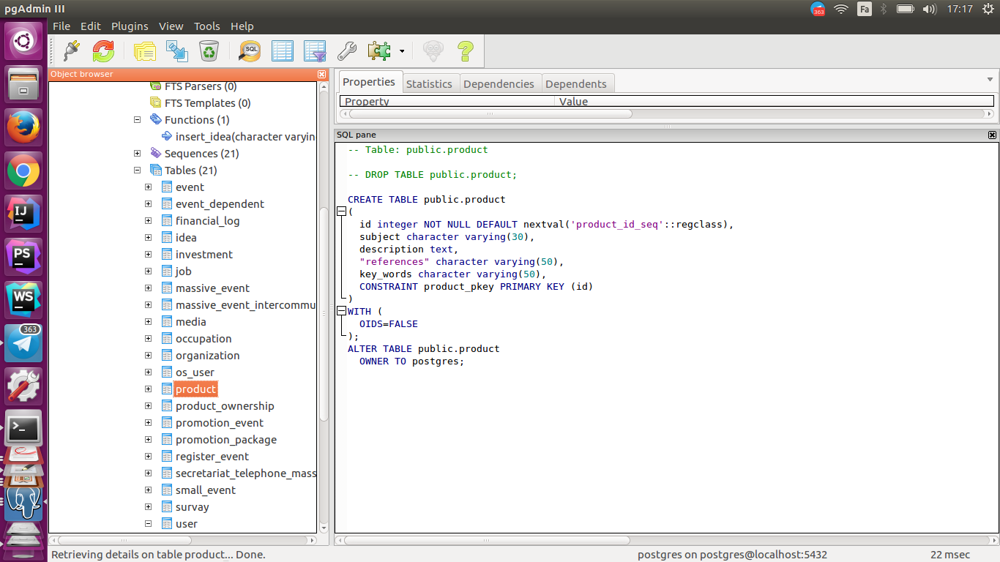 pgAdmin III
363
Fa
17:17
File Edit Plugins View Tools Help
SQL
Object browser
FTS Parsers (0)
FTS Templates (0)
Functions (1)
insert_idea(character varyin
Sequences (21)
Tables (21)
event
event_dependent
financial_log
idea
investment
job
massive_event
massive_event_intercommu
media
occupation
organization
os_user
product
product_ownership
promotion_event
promotion_package
register_event
secretariat_telephone_mass
small_event
survay
user
Properties Statistics Dependencies Dependents
Property Value
SQL pane
-- Table: public.product
-- DROP TABLE public.product;
CREATE TABLE public.product
(
id integer NOT NULL DEFAULT nextval('product_id_seq'::regclass),
subject character varying(30),
description text,
"references" character varying(50),
key_words character varying(50),
CONSTRAINT product_pkey PRIMARY KEY (id)
)
WITH (
OIDS=FALSE
);
ALTER TABLE public.product
OWNER TO postgres;
IJ
PS
WS
363
>_
Retrieving details on table product... Done. postgres on postgres@localhost:5432 22 msec